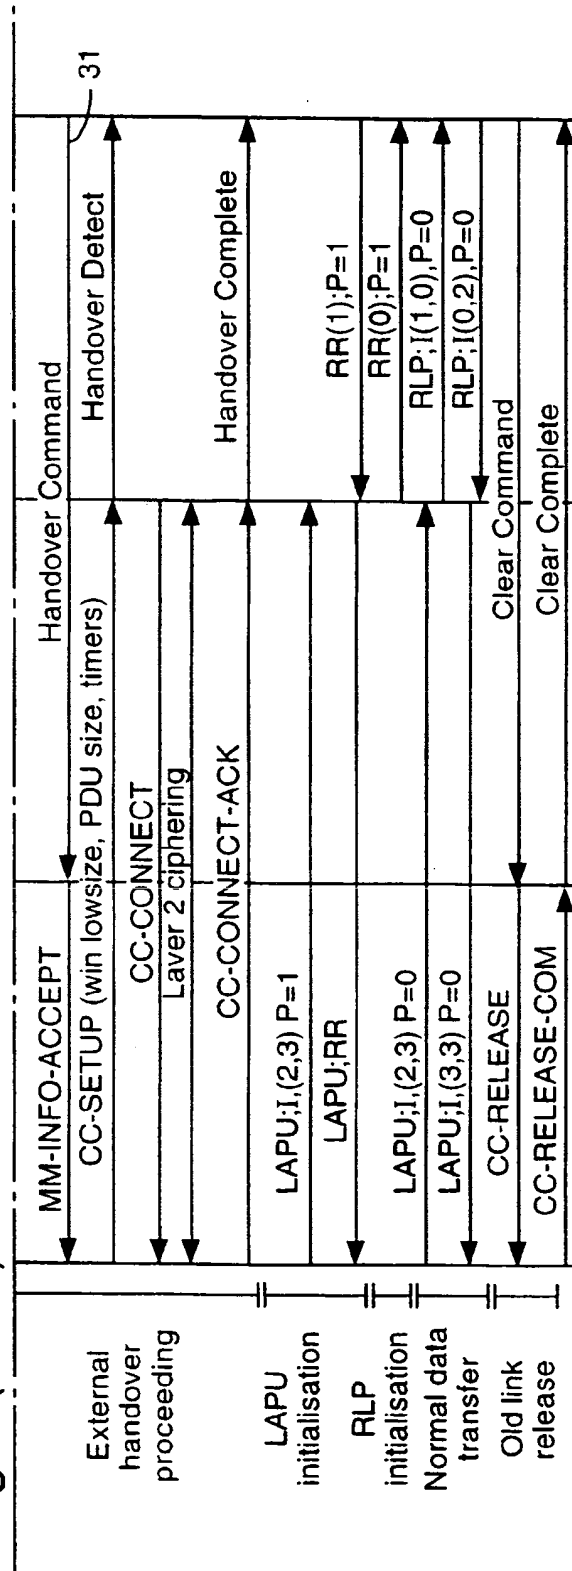 31
Handover Command
MM-INFO-ACCEPT
CC-SETUP (win lowsize, PDU size, timers)
Handover Detect
External
handover
proceeding
CC-CONNECT
Laver 2 ciphering
CC-CONNECT-ACK
Handover Complete
LAPU
initialisation
LAPU;I,(2,3) P=1
LAPU;RR
RR(1);P=1
RLP
initialisation
RR(0);P=1
Normal data
transfer
LAPU;I,(2,3) P=0
RLP;I(1,0),P=0
LAPU;I,(3,3) P=0
RLP;I(0,2),P=0
Old link
release
CC-RELEASE
Clear Command
CC-RELEASE-COM
Clear Complete